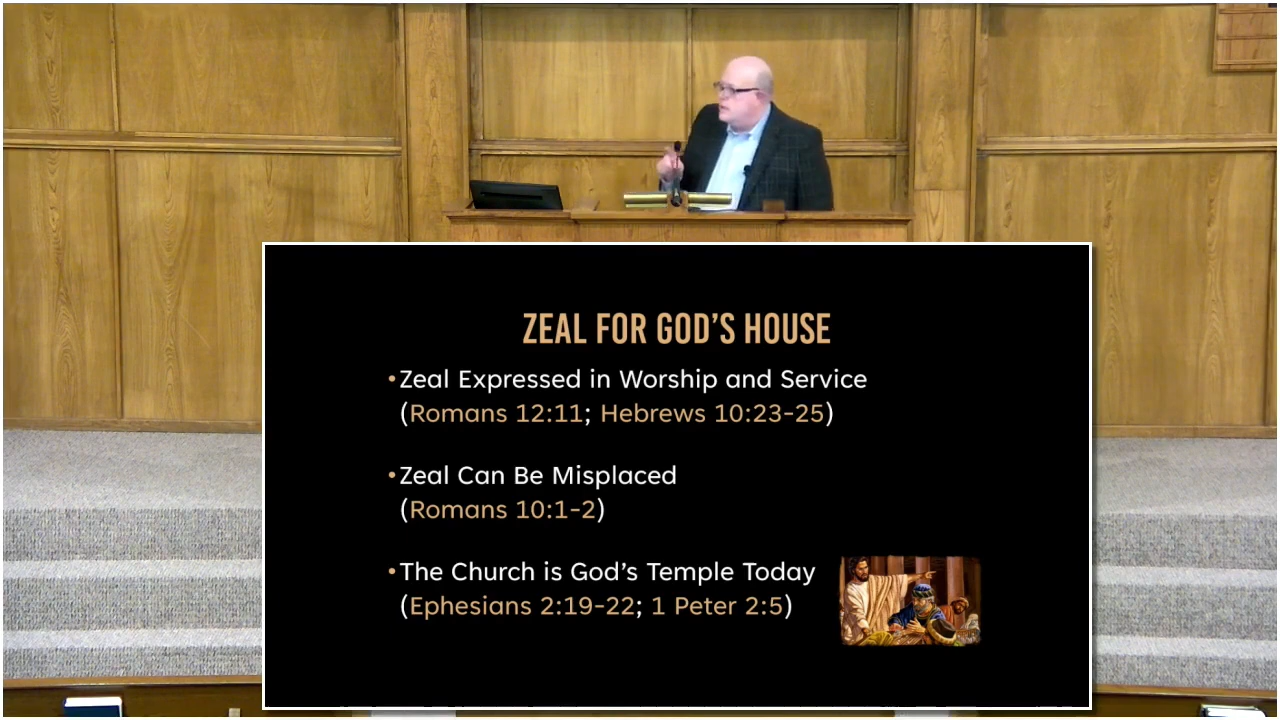 ZEAL FOR GOD'S HOUSE
•Zeal Expressed in Worship and Service
(Romans 12:11; Hebrews 10:23-25)
•Zeal Can Be Misplaced
(Romans 10:1-2)
•The Church is God's Temple Today
(Ephesians 2:19-22; 1 Peter 2:5)